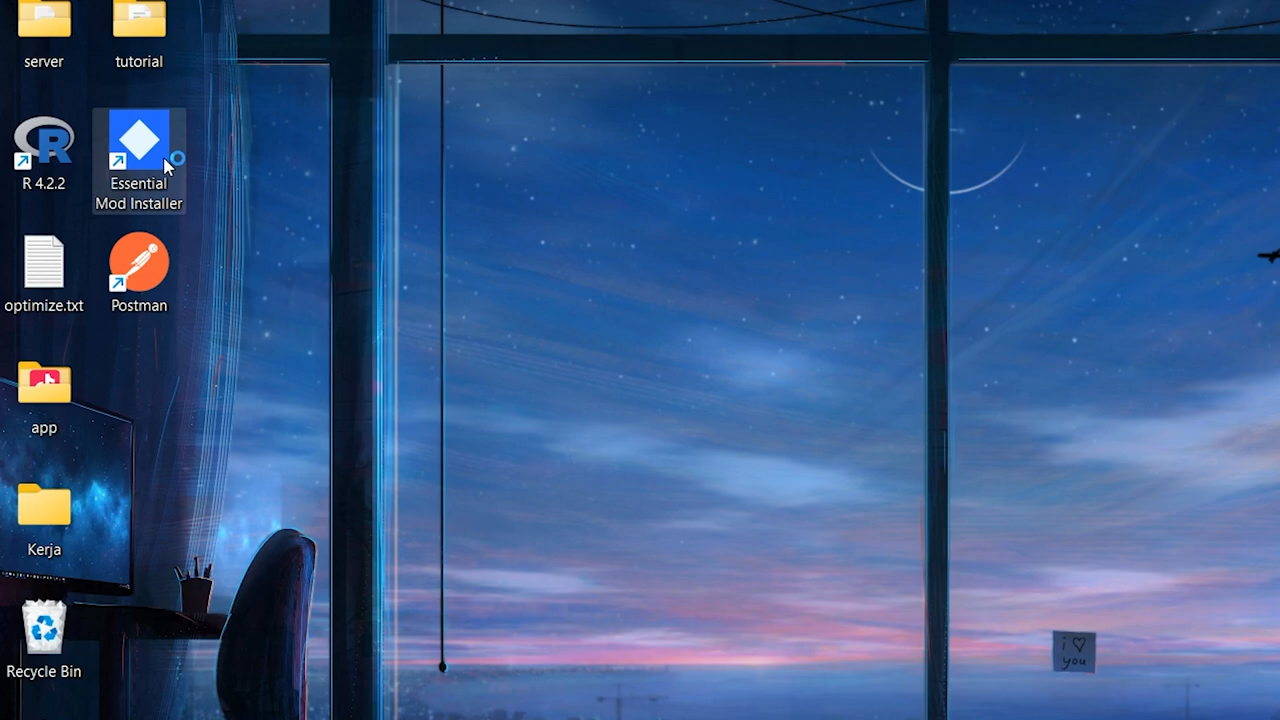 server
tutorial
R 4.2.2
Essential
Mod Installer
optimize.txt
Postman
app
Kerja
Recycle Bin
i ♡
you